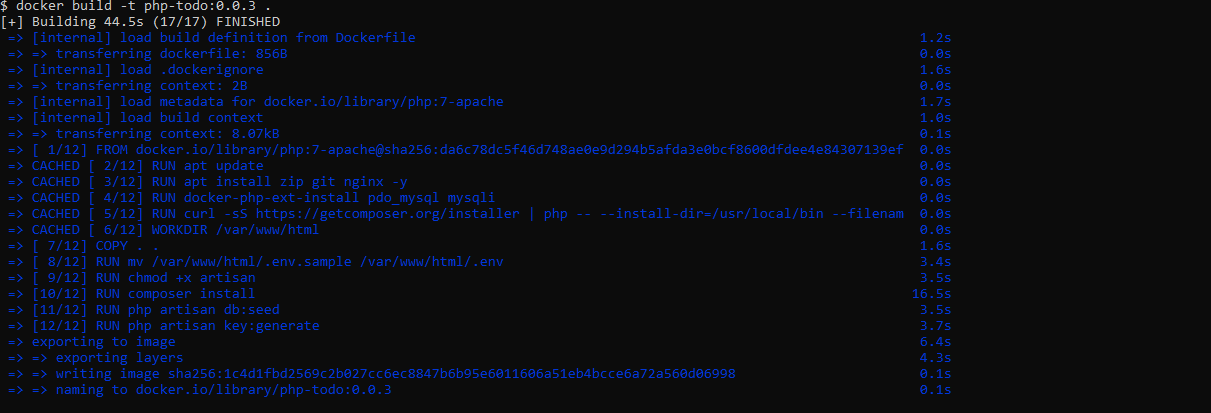 $ docker build -t php-todo:0.0.3 .
[+] Building 44.5s (17/17) FINISHED
=> [internal] load build definition from Dockerfile 1.2s
=> => transferring dockerfile: 856B 0.0s
=> [internal] load .dockerignore 1.6s
=> => transferring context: 2B 0.0s
=> [internal] load metadata for docker.io/library/php:7-apache 1.7s
=> [internal] load build context 1.0s
=> => transferring context: 8.07kB 0.1s
=> [ 1/12] FROM docker.io/library/php:7-apache@sha256:da6c78dc5f46d748ae0e9d294b5afda3e0bcf8600dfdee4e84307139ef 0.0s
=> CACHED [ 2/12] RUN apt update 0.0s
=> CACHED [ 3/12] RUN apt install zip git nginx -y 0.0s
=> CACHED [ 4/12] RUN docker-php-ext-install pdo_mysql mysqli 0.0s
=> CACHED [ 5/12] RUN curl -sS https://getcomposer.org/installer | php -- --install-dir=/usr/local/bin --filenam 0.0s
=> CACHED [ 6/12] WORKDIR /var/www/html 0.0s
=> [ 7/12] COPY . . 1.6s
=> [ 8/12] RUN mv /var/www/html/.env.sample /var/www/html/.env 3.4s
=> [ 9/12] RUN chmod +x artisan 3.5s
=> [10/12] RUN composer install 16.5s
=> [11/12] RUN php artisan db:seed 3.5s
=> [12/12] RUN php artisan key:generate 3.7s
=> exporting to image 6.4s
=> => exporting layers 4.3s
=> => writing image sha256:1c4d1fbd2569c2b027cc6ec8847b6b95e6011606a51eb4bcce6a72a560d06998 0.1s
=> => naming to docker.io/library/php-todo:0.0.3 0.1s